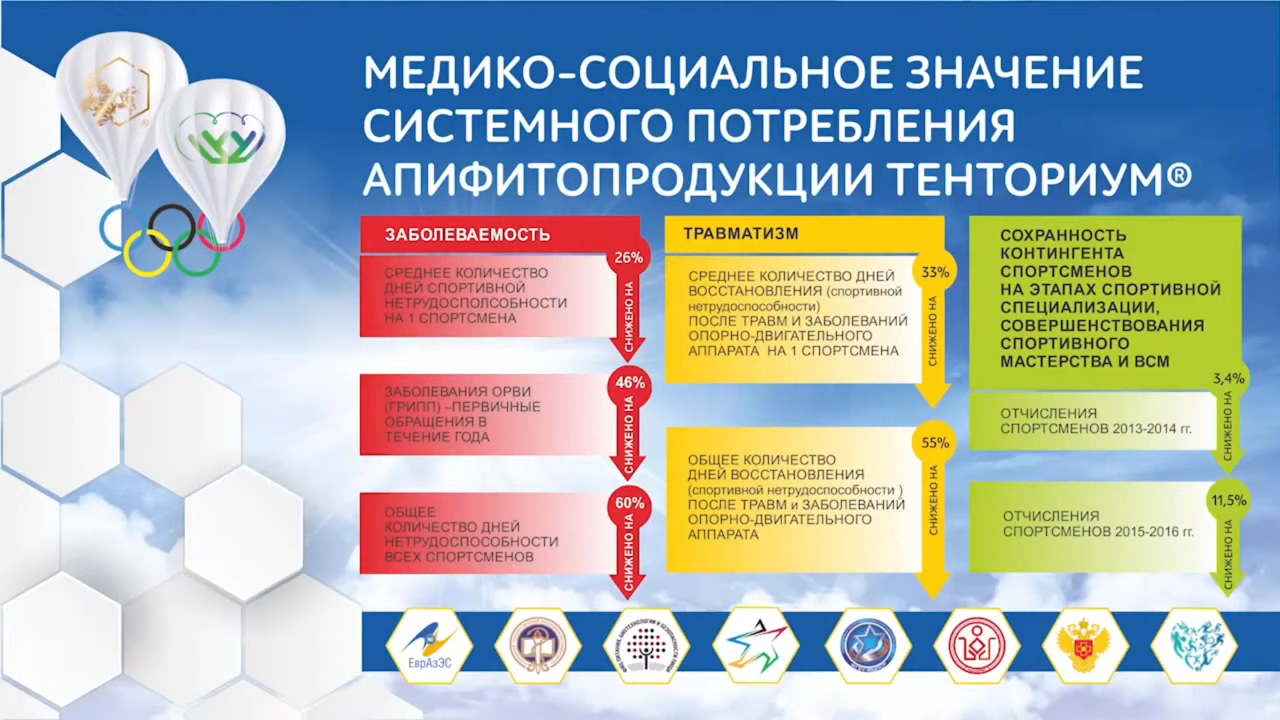 МЕДИКО-СОЦИАЛЬНОЕ ЗНАЧЕНИЕ
СИСТЕМНОГО ПОТРЕБЛЕНИЯ
АПИФИТОПРОДУКЦИИ ТЕНТОРИУМ®
ЗАБОЛЕВАЕМОСТЬ
СРЕДНЕЕ КОЛИЧЕСТВО
ДНЕЙ СПОРТИВНОЙ
НЕТРУДОСПОЛСОБНОСТИ
НА 1 СПОРТСМЕНА
26%
СНИЖЕНО НА
ЗАБОЛЕВАНИЯ ОРВИ
(ГРИПП) –ПЕРВИЧНЫЕ
ОБРАЩЕНИЯ В
ТЕЧЕНИЕ ГОДА
46%
СНИЖЕНО НА
ОБЩЕЕ
КОЛИЧЕСТВО ДНЕЙ
НЕТРУДОСПОСОБНОСТИ
ВСЕХ СПОРТСМЕНОВ
60%
СНИЖЕНО НА
ТРАВМАТИЗМ
СРЕДНЕЕ КОЛИЧЕСТВО ДНЕЙ
ВОССТАНОВЛЕНИЯ (спортивной
нетрудоспособности)
ПОСЛЕ ТРАВМ И ЗАБОЛЕВАНИЙ
ОПОРНО-ДВИГАТЕЛЬНОГО
АППАРАТА НА 1 СПОРТСМЕНА
33%
СНИЖЕНО НА
ОБЩЕЕ КОЛИЧЕСТВО
ДНЕЙ ВОССТАНОВЛЕНИЯ
(спортивной нетрудоспособности )
ПОСЛЕ ТРАВМ и ЗАБОЛЕВАНИЙ
ОПОРНО-ДВИГАТЕЛЬНОГО
АППАРАТА
55%
СНИЖЕНО НА
СОХРАННОСТЬ
КОНТИНГЕНТА
СПОРТСМЕНОВ
НА ЭТАПАХ СПОРТИВНОЙ
СПЕЦИАЛИЗАЦИИ,
СОВЕРШЕНСТВОВАНИЯ
СПОРТИВНОГО
МАСТЕРСТВА И ВСМ
3,4%
СНИЖЕНО НА
ОТЧИСЛЕНИЯ
СПОРТСМЕНОВ 2013-2014 гг.
11,5%
СНИЖЕНО НА
ОТЧИСЛЕНИЯ
СПОРТСМЕНОВ 2015-2016 гг.
ЕврАзЭС